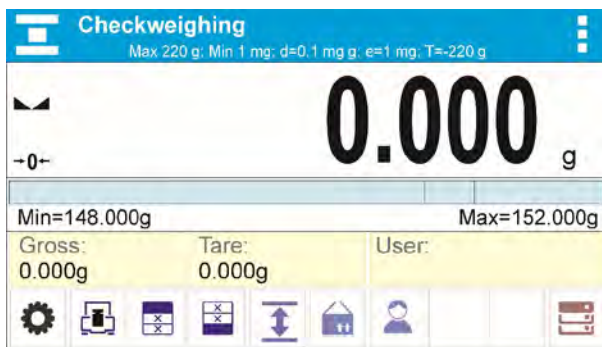 Checkweighing
Max 220 g: Min 1 mg: d=0.1 mg g: e=1 mg: T=-220 g
0.000 g
→0←
Min=148.000g Max=152.000g
Gross: Tare: User:
0.000g 0.000g